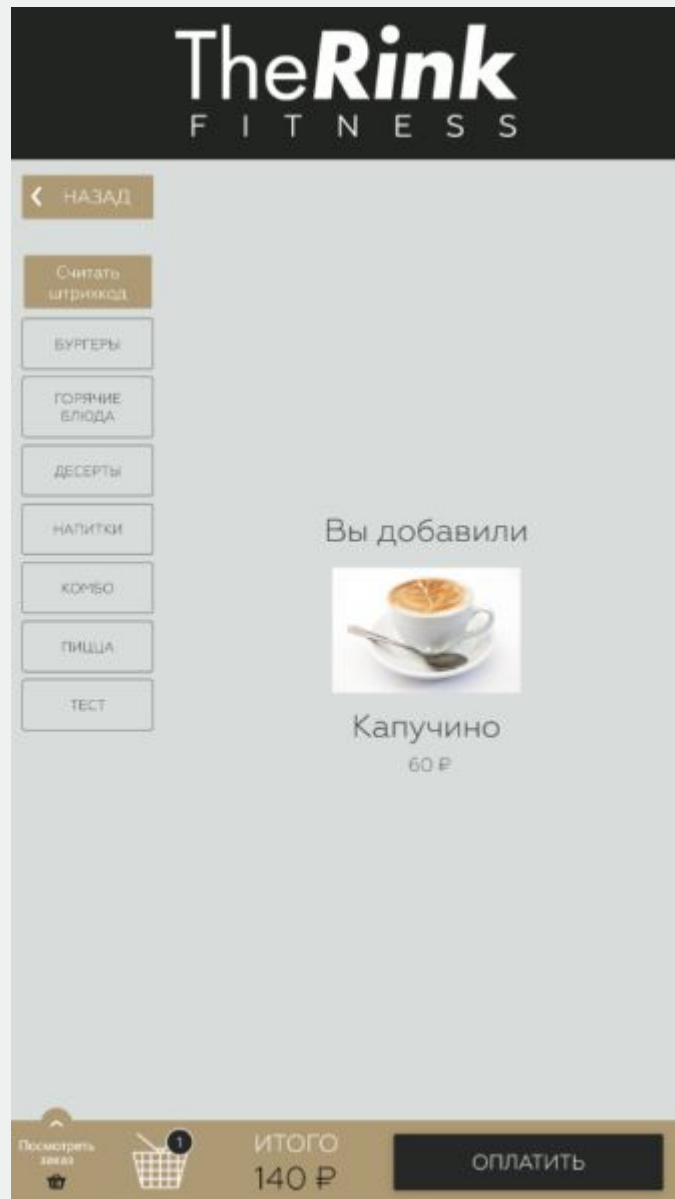 TheRink
FITNESS
НАЗАД
Считать
штрихкод
БУРГЕРЫ
ГОРЯЧИЕ
БЛЮДА
ДЕСЕРТЫ
НАПИТКИ
КОМБО
ПИЦЦА
ТЕСТ
Вы добавили
Капучино
60 ₽
Посмотреть
заказ
1
ИТОГО
140 ₽
ОПЛАТИТЬ